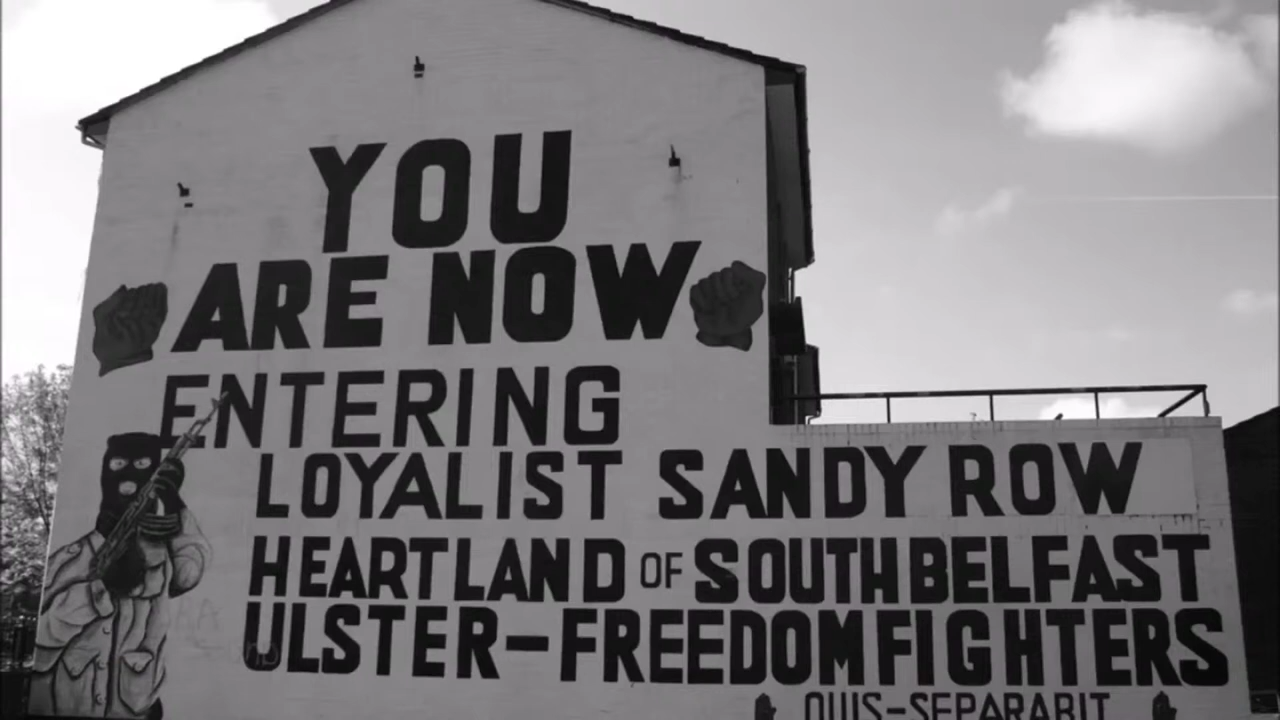 YOU
ARE NOW
ENTERING
LOYALIST SANDY ROW
HEARTLAND OF SOUTH BELFAST
ULSTER-FREEDOM FIGHTERS
QUIS-SEPARABIT